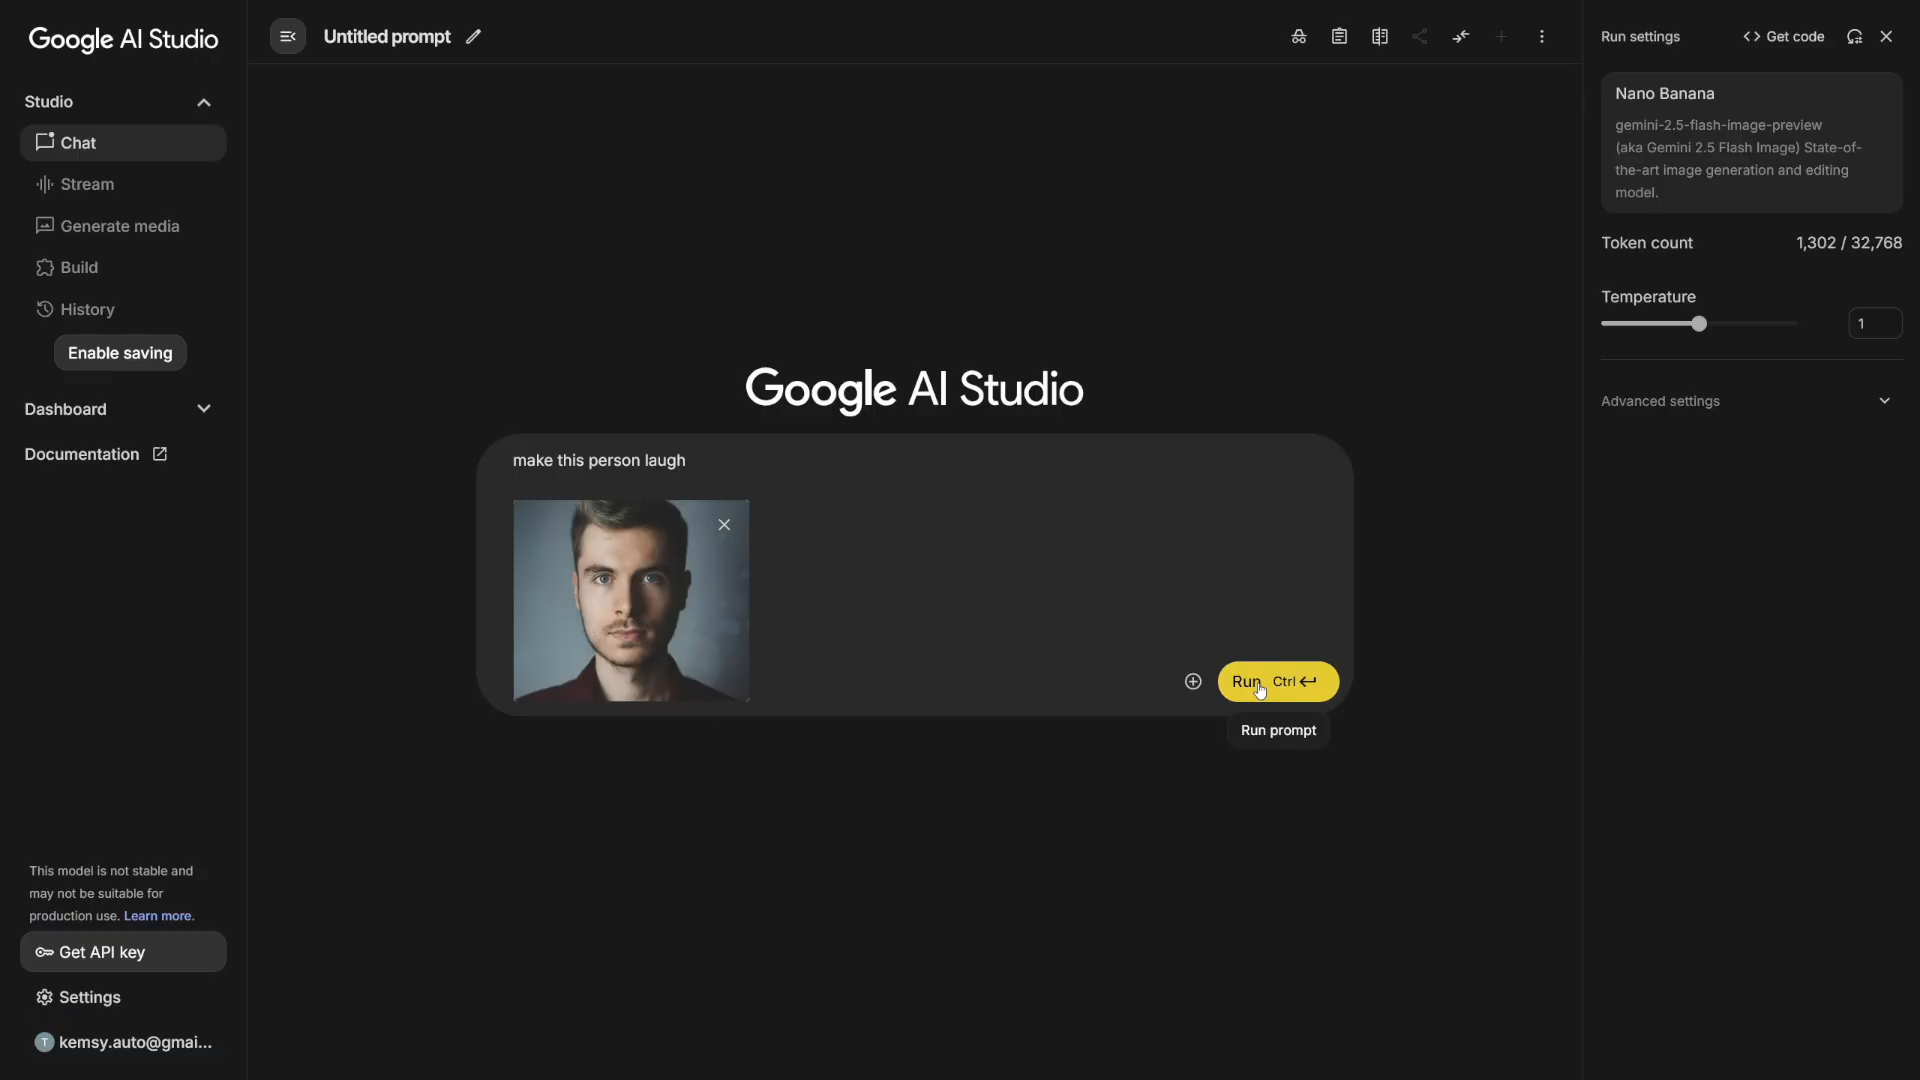 Google AI Studio
Studio
Chat
Stream
Generate media
Build
History
Enable saving
Dashboard
Documentation
This model is not stable and
may not be suitable for
production use. Learn more.
Get API key
Settings
T kemsy.auto@gmai...
Untitled prompt
Google AI Studio
make this person laugh
Run Ctrl
Run prompt
Run settings
Get code
Nano Banana
gemini-2.5-flash-image-preview
(aka Gemini 2.5 Flash Image) State-of-
the-art image generation and editing
model.
Token count 1,302 / 32,768
Temperature
1
Advanced settings